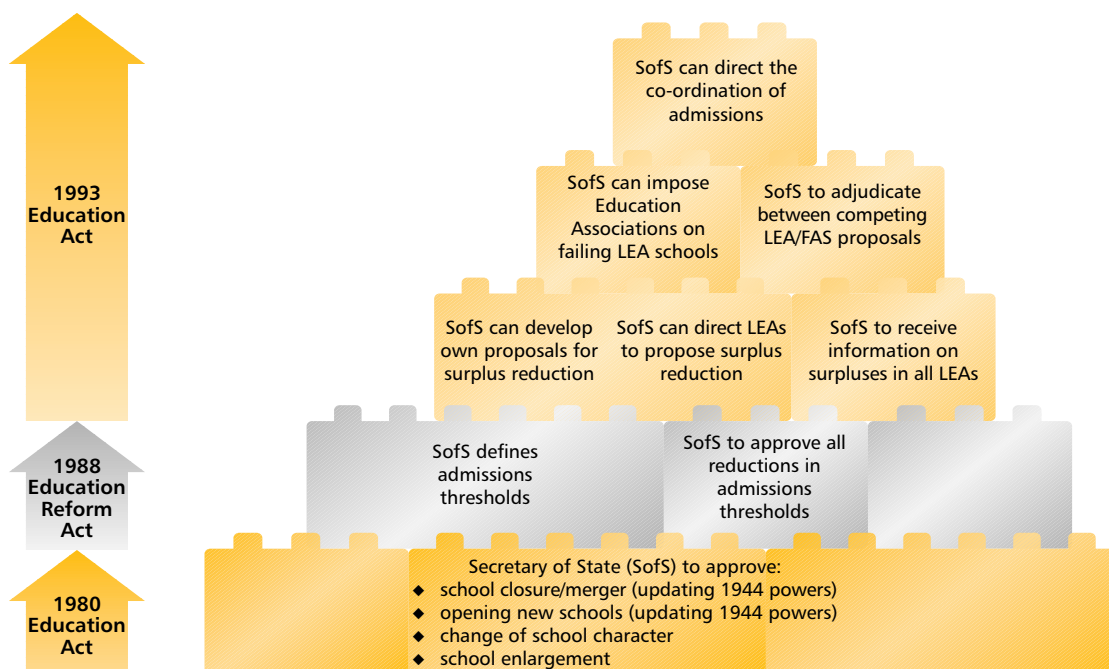 SofS can direct the
co-ordination of
admissions
1993
Education
Act
SofS can impose
Education
Associations on
failing LEA schools
SofS to adjudicate
between competing
LEA/FAS proposals
SofS can develop
own proposals for
surplus reduction
SofS can direct LEAs
to propose surplus
reduction
SofS to receive
information on
surpluses in all LEAs
1988
Education
Reform
Act
SofS defines
admissions
thresholds
SofS to approve all
reductions in
admissions
thresholds
1980
Education
Act
Secretary of State (SofS) to approve:
◆ school closure/merger (updating 1944 powers)
◆ opening new schools (updating 1944 powers)
◆ change of school character
◆ school enlargement